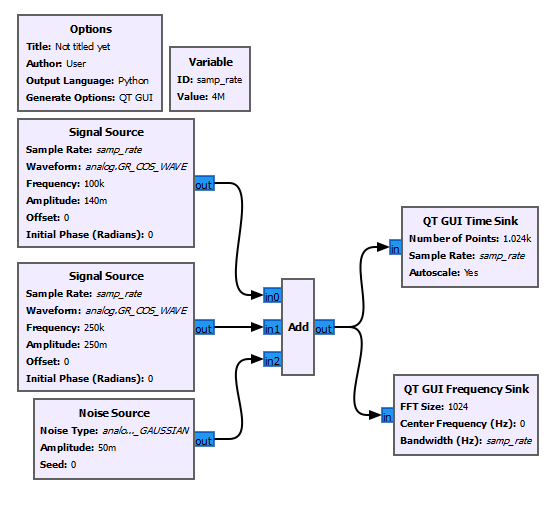 Options
Title: Not titled yet
Author: User
Output Language: Python
Generate Options: QT GUI
Variable
ID: samp_rate
Value: 4M
Signal Source
Sample Rate: samp_rate
Waveform: analog.GR_COS_WAVE
Frequency: 100k
Amplitude: 140m
Offset: 0
Initial Phase (Radians): 0
out
Signal Source
Sample Rate: samp_rate
Waveform: analog.GR_COS_WAVE
Frequency: 250k
Amplitude: 250m
Offset: 0
Initial Phase (Radians): 0
out
Noise Source
Noise Type: analo..._GAUSSIAN
Amplitude: 50m
Seed: 0
out
in0
in1
in2
Add
out
in
QT GUI Time Sink
Number of Points: 1.024k
Sample Rate: samp_rate
Autoscale: Yes
in
QT GUI Frequency Sink
FFT Size: 1024
Center Frequency (Hz): 0
Bandwidth (Hz): samp_rate